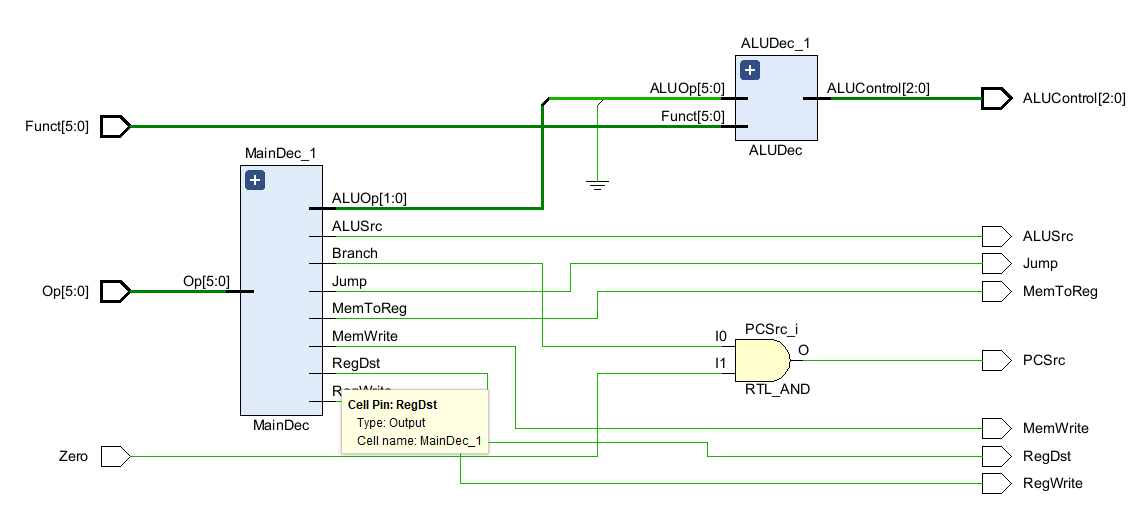 ALUDec_1
ALUOp[5:0]
ALUControl[2:0]
ALUControl[2:0]
Funct[5:0]
Funct[5:0]
ALUDec
MainDec_1
ALUOp[1:0]
ALUSrc
ALUSrc
Branch
Jump
Op[5:0]
Op[5:0]
Jump
MemToReg
MemToReg
MemWrite
PCSrc_i
I0
O
RegDst
I1
PCSrc
RTL_AND
RegWrite
Cell Pin: RegDst
Type: Output
Cell name: MainDec_1
MainDec
MemWrite
Zero
RegDst
RegWrite